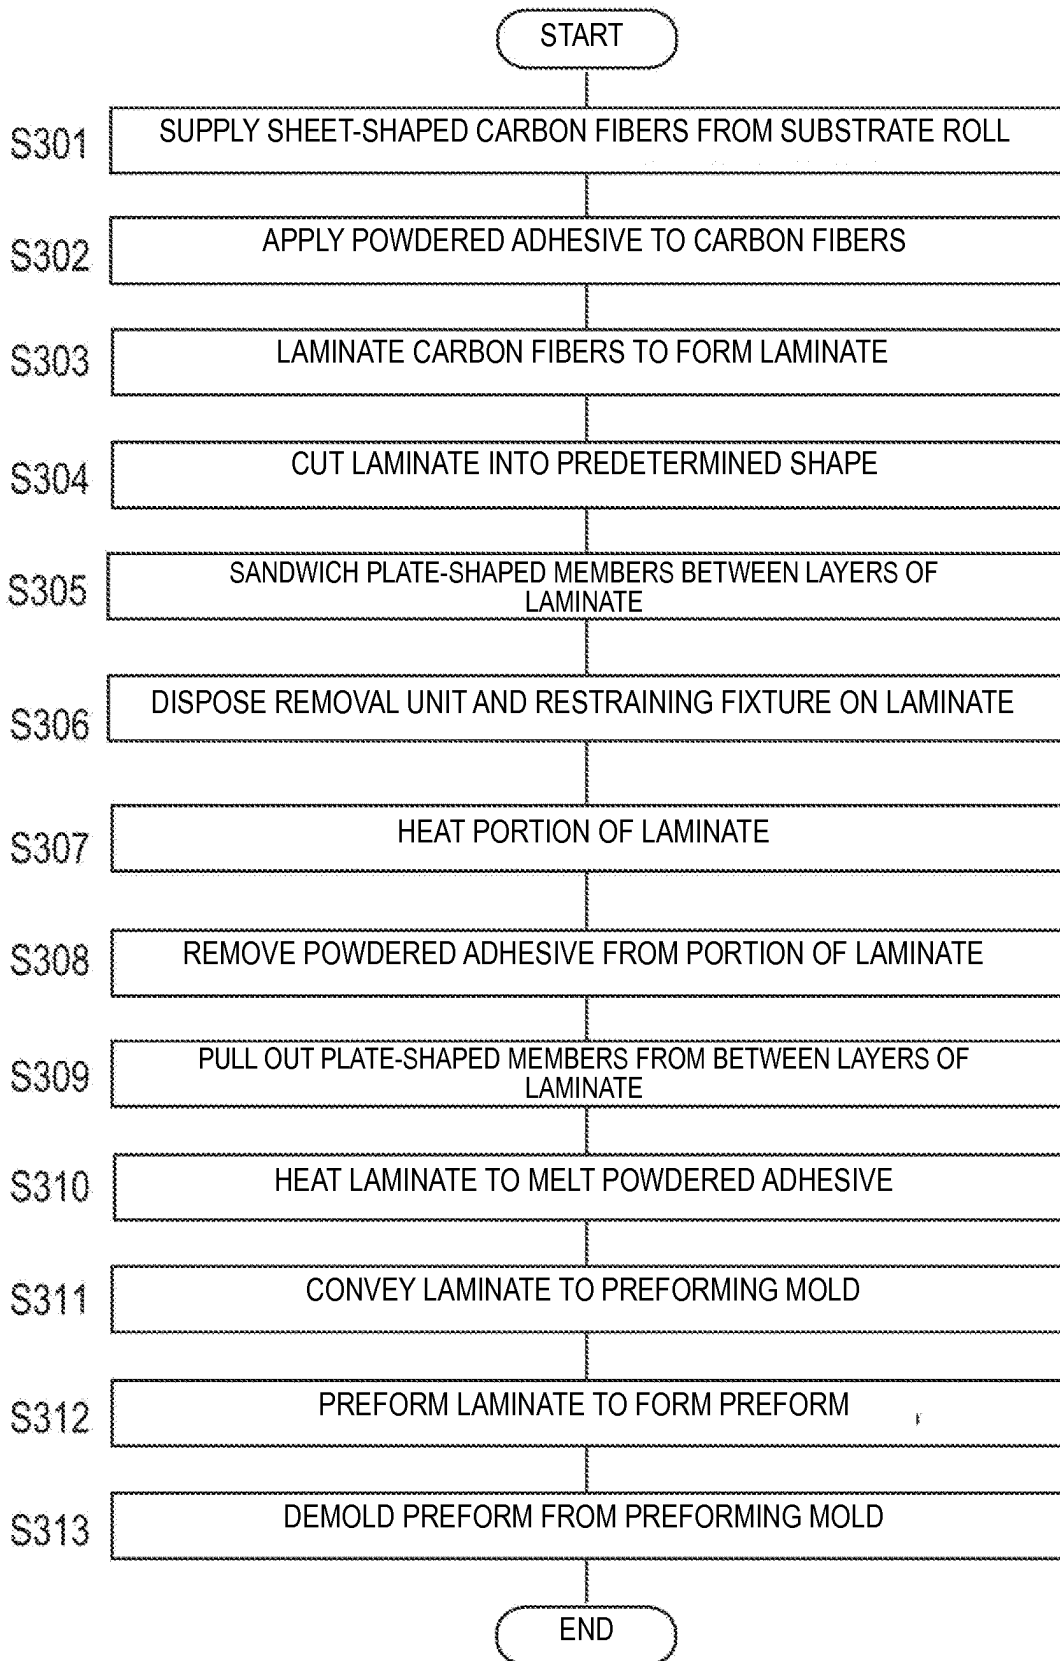 START
S301
SUPPLY SHEET-SHAPED CARBON FIBERS FROM SUBSTRATE ROLL
S302
APPLY POWDERED ADHESIVE TO CARBON FIBERS
S303
LAMINATE CARBON FIBERS TO FORM LAMINATE
S304
CUT LAMINATE INTO PREDETERMINED SHAPE
S305
SANDWICH PLATE-SHAPED MEMBERS BETWEEN LAYERS OF
LAMINATE
S306
DISPOSE REMOVAL UNIT AND RESTRAINING FIXTURE ON LAMINATE
S307
HEAT PORTION OF LAMINATE
S308
REMOVE POWDERED ADHESIVE FROM PORTION OF LAMINATE
S309
PULL OUT PLATE-SHAPED MEMBERS FROM BETWEEN LAYERS OF
LAMINATE
S310
HEAT LAMINATE TO MELT POWDERED ADHESIVE
S311
CONVEY LAMINATE TO PREFORMING MOLD
S312
PREFORM LAMINATE TO FORM PREFORM
S313
DEMOLD PREFORM FROM PREFORMING MOLD
END